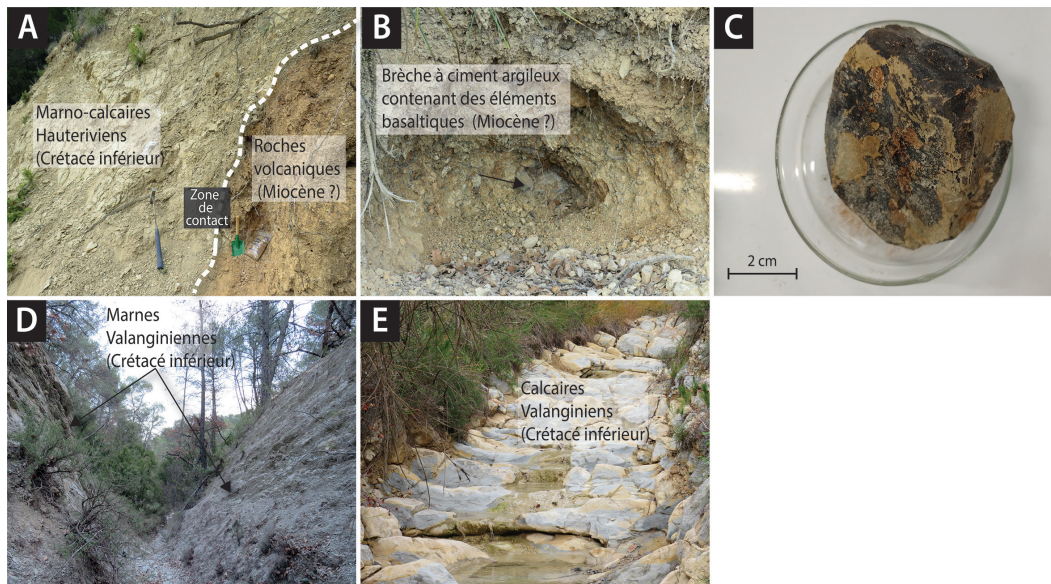 A
Marno-calcaires
Hauteriviens
(Crétacé inférieur)
Roches
volcaniques
(Miocène ?)
Zone
de
contact
B
Brèche à ciment argileux
contenant des éléments
basaltiques (Miocène ?)
C
2 cm
D
Marnes
Valanginiennes
(Crétacé inférieur)
E
Calcaires
Valanginiens
(Crétacé inférieur)